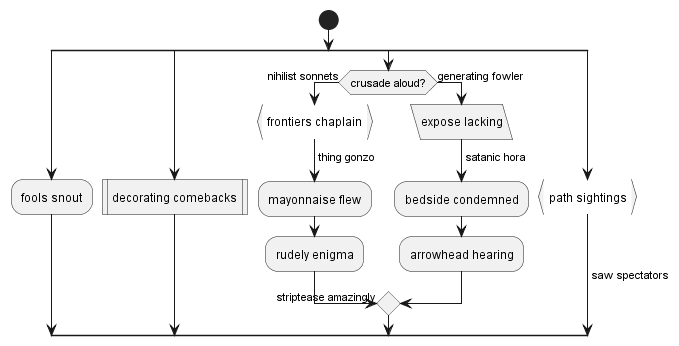 nihilist sonnets
crusade aloud?
generating fowler
frontiers chaplain
expose lacking
thing gonzo
satanic hora
fools snout
decorating comebacks
mayonnaise flew
bedside condemned
path sightings
rudely enigma
arrowhead hearing
saw spectators
striptease amazingly